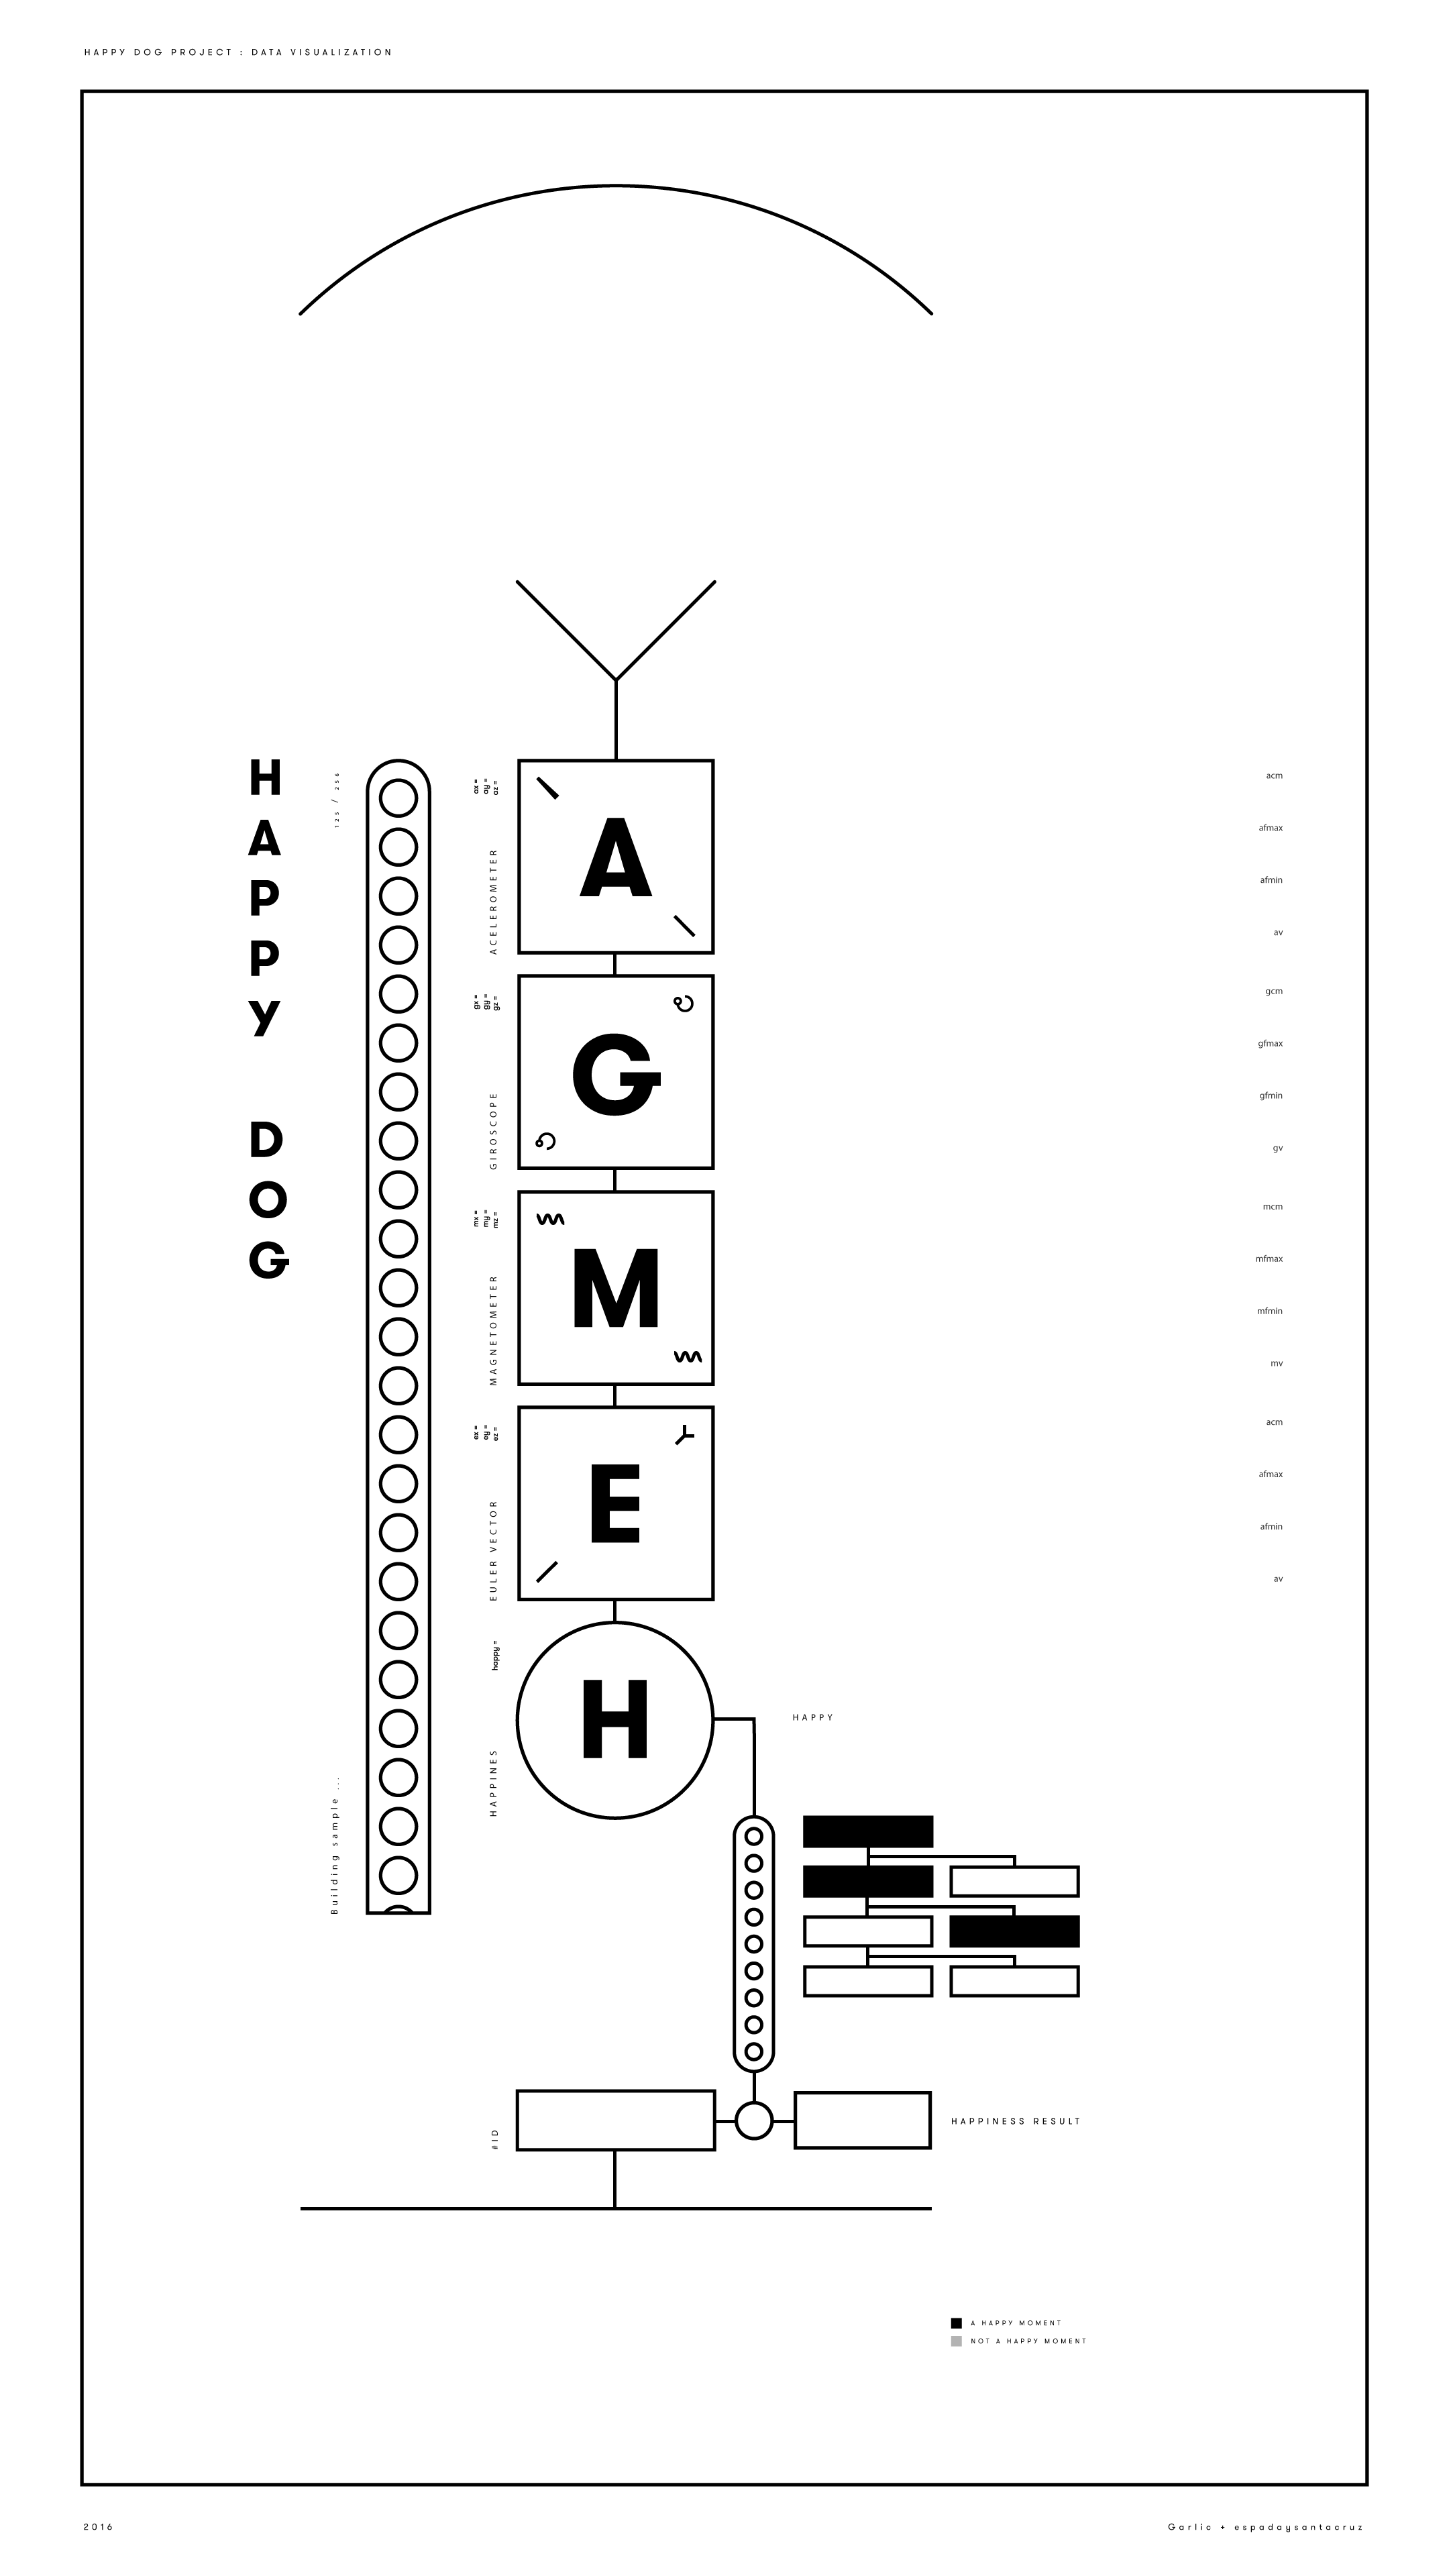 HAPPY DOG PROJECT : DATA VISUALIZATION
HAPPY DOG
125 / 256
Building sample ...
ax =
ay =
az =
ACELEROMETER
A
acm
afmax
afmin
av
gx =
gy =
gz =
GIROSCOPE
G
gcm
gfmax
gfmin
gv
mx =
my =
mz =
MAGNETOMETER
M
mcm
mfmax
mfmin
mv
ex =
ey =
ez =
EULER VECTOR
E
acm
afmax
afmin
av
happy =
HAPPINES
H
HAPPY
#ID
HAPPINESS RESULT
A HAPPY MOMENT
NOT A HAPPY MOMENT
2016
Garlic + espadaysantacruz